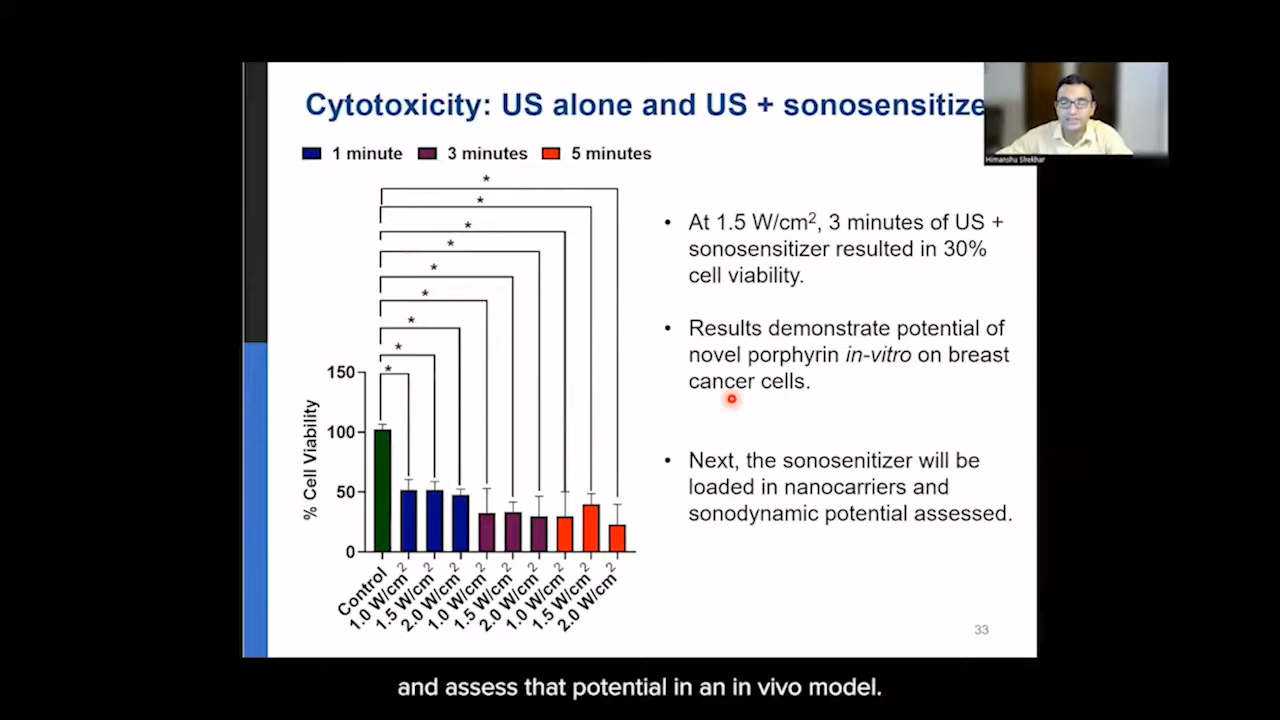 Cytotoxicity: US alone and US + sonosensitize
Himanshu Shekhar
1 minute 3 minutes 5 minutes
*
*
*
*
*
*
*
*
*
% Cell Viability
150
100
50
0
Control
1.0 W/cm²
1.5 W/cm²
2.0 W/cm²
1.0 W/cm²
1.5 W/cm²
2.0 W/cm²
1.0 W/cm²
1.5 W/cm²
2.0 W/cm²
• At 1.5 W/cm², 3 minutes of US +
sonosensitizer resulted in 30%
cell viability.
• Results demonstrate potential of
novel porphyrin in-vitro on breast
cancer cells.
• Next, the sonosenitizer will be
loaded in nanocarriers and
sonodynamic potential assessed.
33
and assess that potential in an in vivo model.